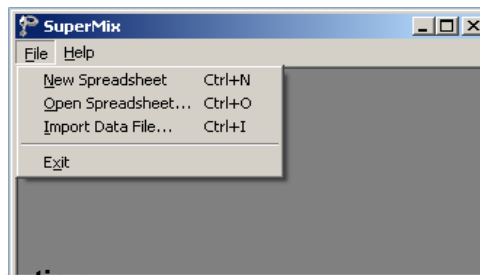 SuperMix
File Help
New Spreadsheet Ctrl+N
Open Spreadsheet... Ctrl+O
Import Data File... Ctrl+I
Exit